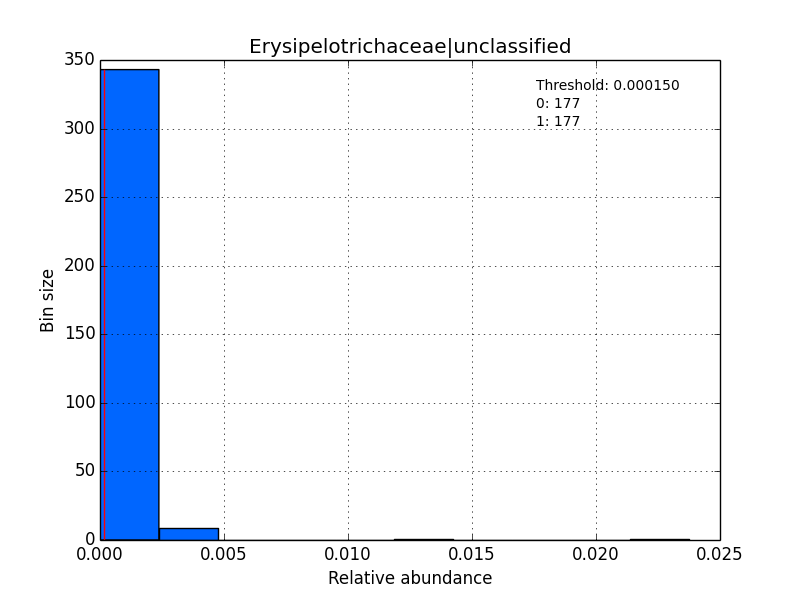 Erysipelotrichaceae|unclassified
Threshold: 0.000150
0: 177
1: 177
350
300
250
200
150
100
50
0
Bin size
0.000 0.005 0.010 0.015 0.020 0.025
Relative abundance